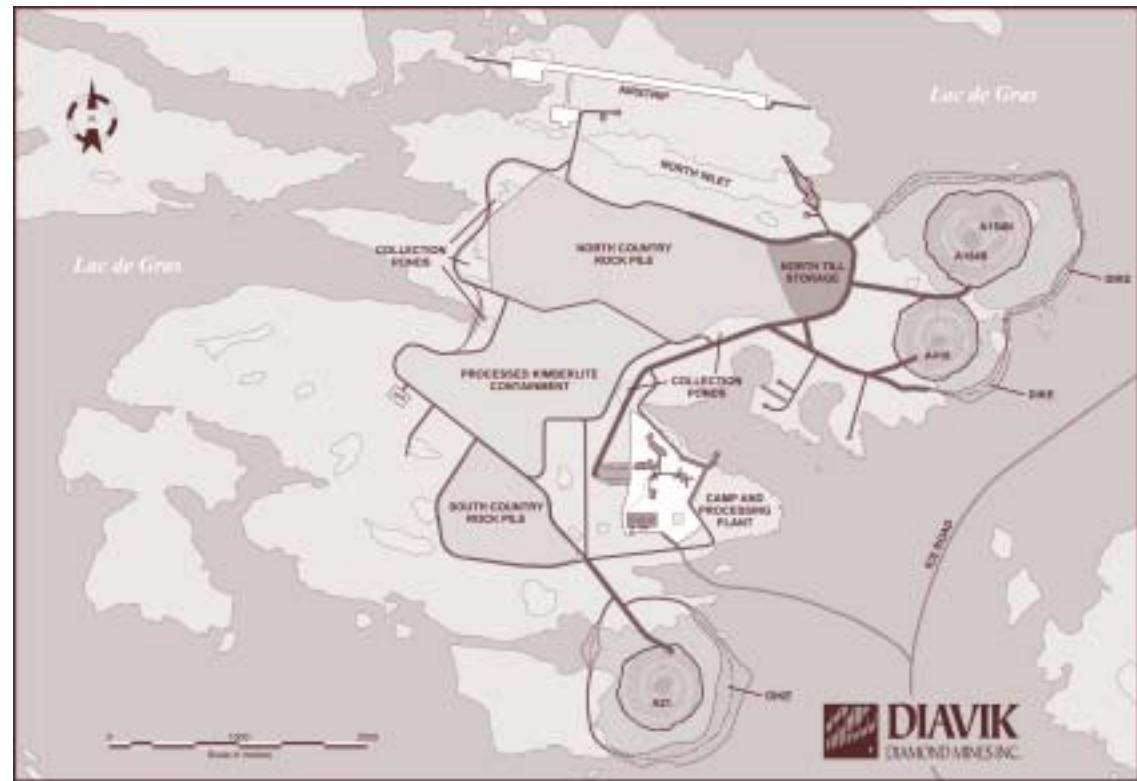 AIRSTRIP
Lac de Gras
NORTH INLET
A154N
COLLECTION
PONDS
NORTH COUNTRY
ROCK PILE
NORTH TILL
STORAGE
A154S
Lac de Gras
DIKE
A418
PROCESSED KIMBERLITE
CONTAINMENT
COLLECTION
PONDS
DIKE
SOUTH COUNTRY
ROCK PILE
CAMP AND
PROCESSING
PLANT
ICE ROAD
A21
DIKE
DIAVIK
DIAMOND MINES INC.
0